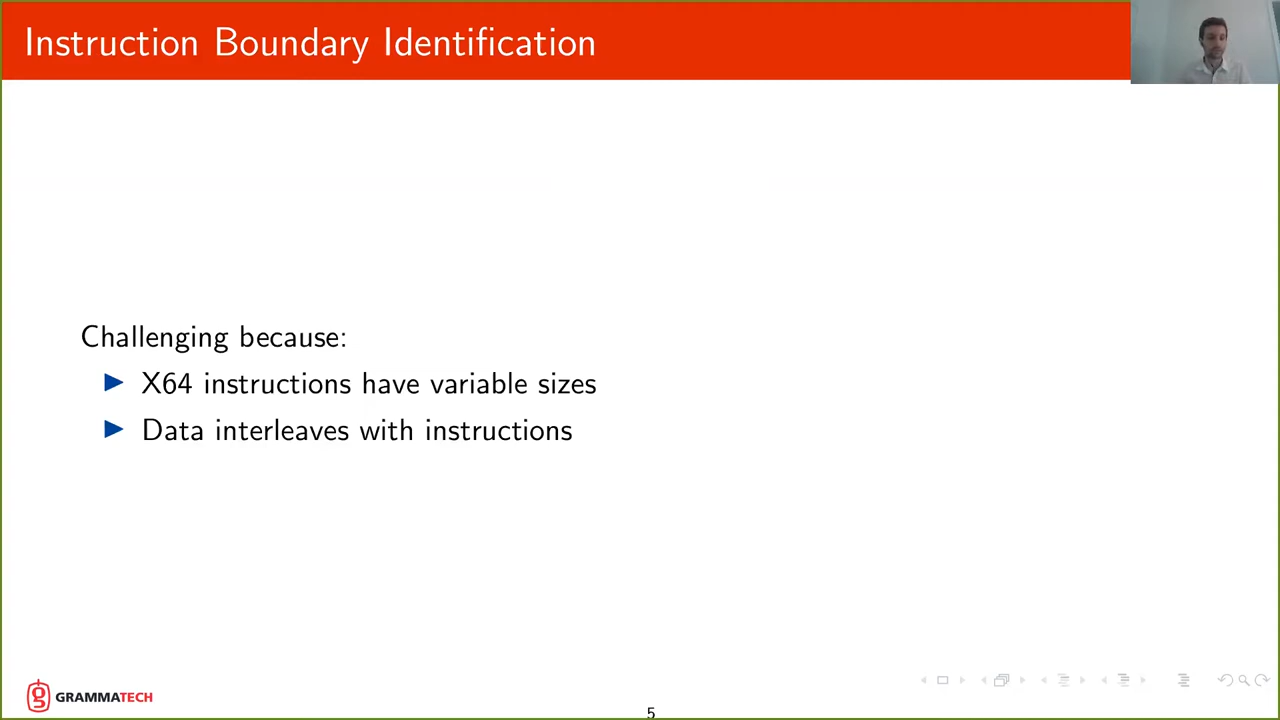 Instruction Boundary Identification
Challenging because:
X64 instructions have variable sizes
Data interleaves with instructions
GRAMMATECH
5